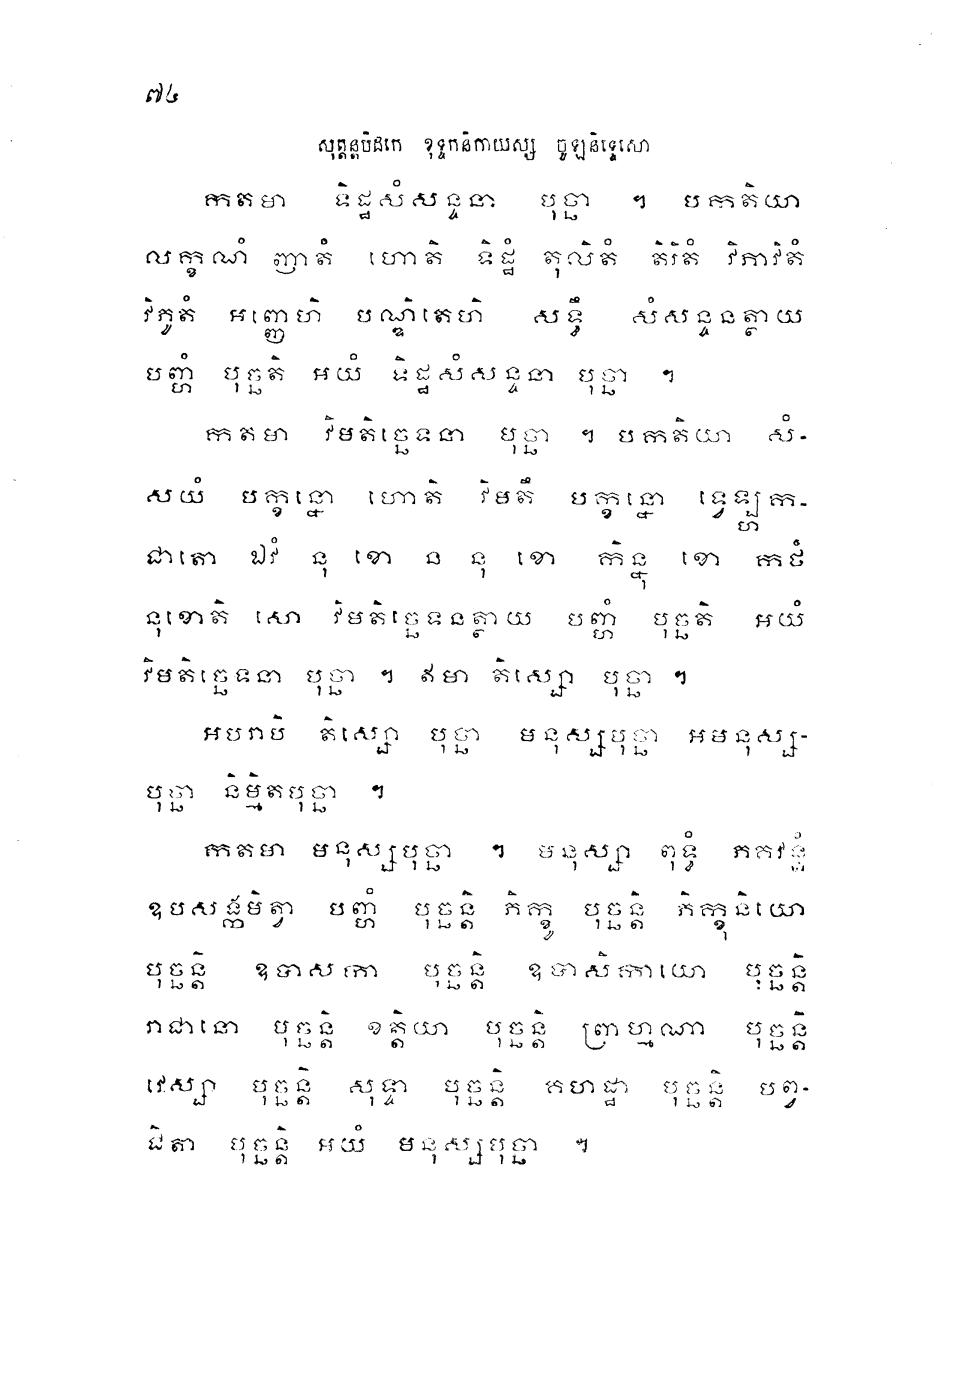 ៧៤
សុត្តន្តបិដកេ ខុទ្ទកនិកាយស្ស ចូឡនិទ្ទេសោ
កតមា ទិដ្ឋសំសន្ទនា បុច្ឆា ។ បកតិយា
លក្ខណំ ញាតំ ហោតិ ទិដ្ឋំ តុលិតំ តិរិតំ វិភាវិតំ
វិភូតំ អញ្ញេហិ បណ្ឌិតេហិ សទ្ធឹ សំសន្ទនត្ថាយ
បញ្ហំ បុច្ឆតិ អយំ ទិដ្ឋសំសន្ទនា បុច្ឆា ។
កតមា វិមតិច្ឆេទនា បុច្ឆា ។ បកតិយា សំ-
សយំ បក្ខន្នោ ហោតិ វិមតឹ បក្ខន្នោ ទ្វេឡ្ហក-
ជាតោ ឯវំ នុ ខោ ន នុ ខោ កិន្នុ ខោ កថំ
នុខោតិ សោ វិមតិច្ឆេទនត្ថាយ បញ្ហំ បុច្ឆតិ អយំ
វិមតិច្ឆេទនា បុច្ឆា ។ ឥមា តិស្សោ បុច្ឆា ។
អបរាបិ តិស្សោ បុច្ឆា មនុស្សបុច្ឆា អមនុស្ស-
បុច្ឆា និម្មិតបុច្ឆា ។
កតមា មនុស្សបុច្ឆា ។ មនុស្សា ពុទ្ធំ ភគវន្តំ
ឧបសង្កមិត្វា បញ្ហំ បុច្ឆន្តិ ភិក្ខូ បុច្ឆន្តិ ភិក្ខុនិយោ
បុច្ឆន្តិ ឧបាសកា បុច្ឆន្តិ ឧបាសិកាយោ បុច្ឆន្តិ
រាជានោ បុច្ឆន្តិ ខត្តិយា បុច្ឆន្តិ ព្រាហ្មណា បុច្ឆន្តិ
វេស្សា បុច្ឆន្តិ សុទ្ទា បុច្ឆន្តិ គហដ្ឋា បុច្ឆន្តិ បព្វ-
ជិតា បុច្ឆន្តិ អយំ មនុស្សបុច្ឆា ។